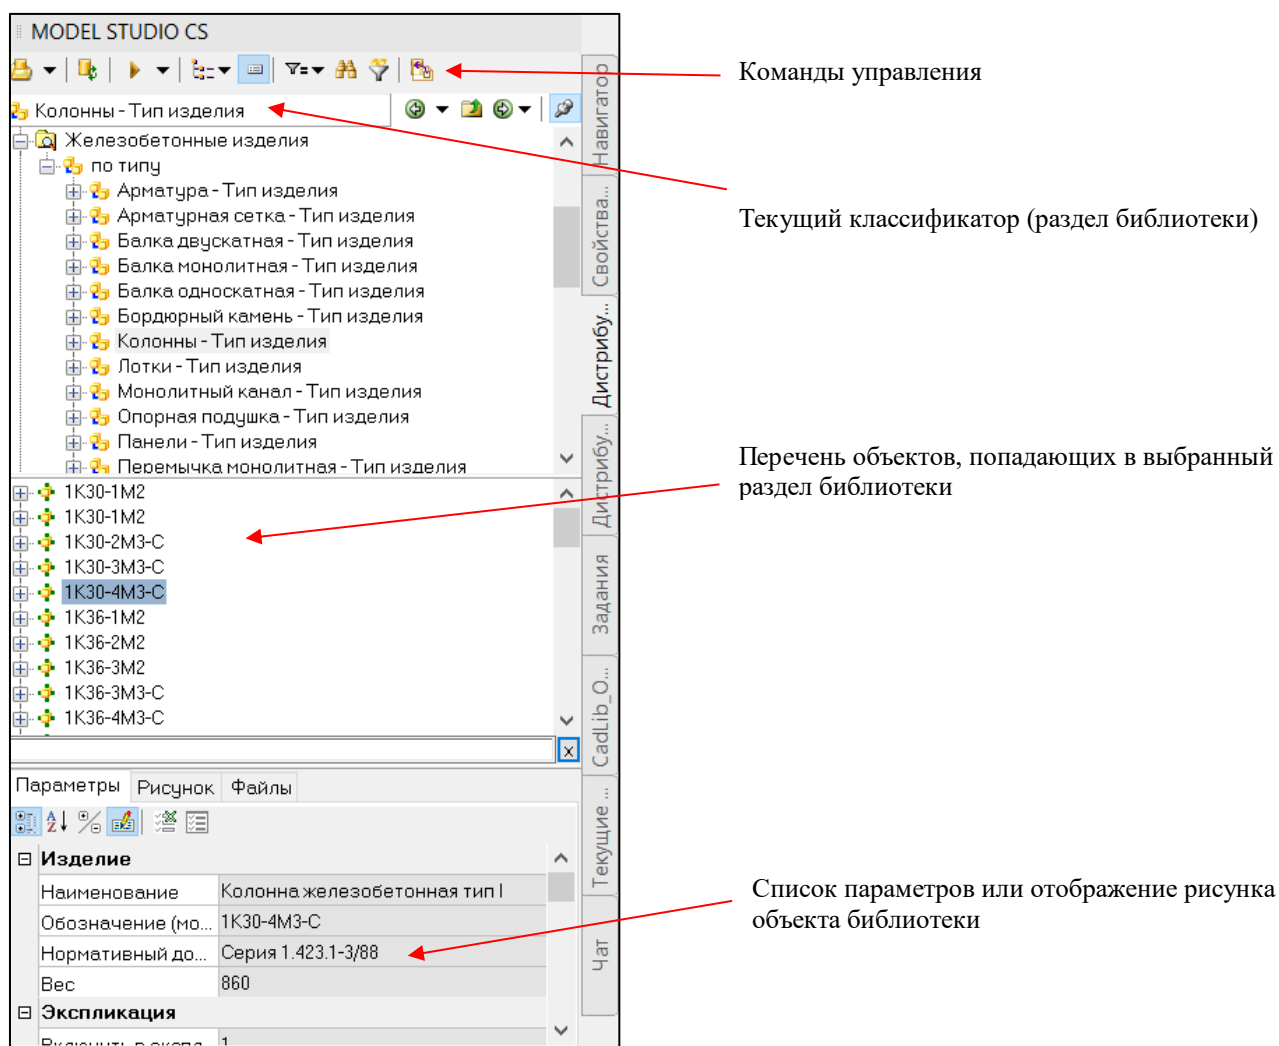 MODEL STUDIO CS
Колонны - Тип изделия
Железобетонные изделия
по типу
Арматура - Тип изделия
Арматурная сетка - Тип изделия
Балка двускатная - Тип изделия
Балка монолитная - Тип изделия
Балка односкатная - Тип изделия
Бордюрный камень - Тип изделия
Колонны - Тип изделия
Лотки - Тип изделия
Монолитный канал - Тип изделия
Опорная подушка - Тип изделия
Панели - Тип изделия
Перемычка монолитная - Тип изделия
1К30-1М2
1К30-1М2
1К30-2М3-С
1К30-3М3-С
1К30-4М3-С
1К36-1М2
1К36-2М2
1К36-3М2
1К36-3М3-С
1К36-4М3-С
x
Параметры Рисунок Файлы
Изделие
Наименование Колонна железобетонная тип I
Обозначение (мо... 1К30-4М3-С
Нормативный до... Серия 1.423.1-3/88
Вес 860
Экспликация
Включить в экспл... 1
Навигатор
Свойства...
Дистрибу...
Дистрибу...
Задания
CadLib_O...
Текущие ...
Чат
Команды управления
Текущий классификатор (раздел библиотеки)
Перечень объектов, попадающих в выбранный
раздел библиотеки
Список параметров или отображение рисунка
объекта библиотеки